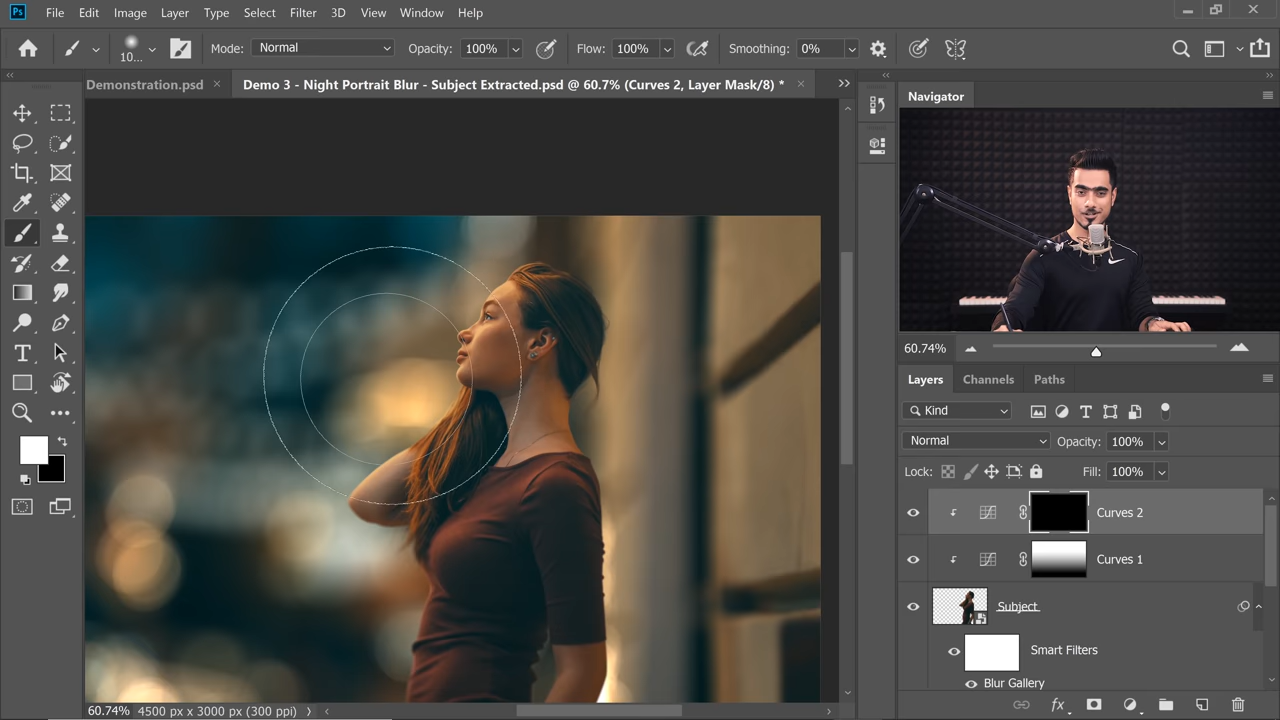 Ps File Edit Image Layer Type Select Filter 3D View Window Help
10... Mode: Normal Opacity: 100% Flow: 100% Smoothing: 0%
Demonstration.psd × Demo 3 - Night Portrait Blur - Subject Extracted.psd @ 60.7% (Curves 2, Layer Mask/8) * ×
Navigator
60.74%
Layers Channels Paths
Kind
Normal Opacity: 100%
Lock: Fill: 100%
Curves 2
Curves 1
Subject
Smart Filters
Blur Gallery
60.74% 4500 px x 3000 px (300 ppi)